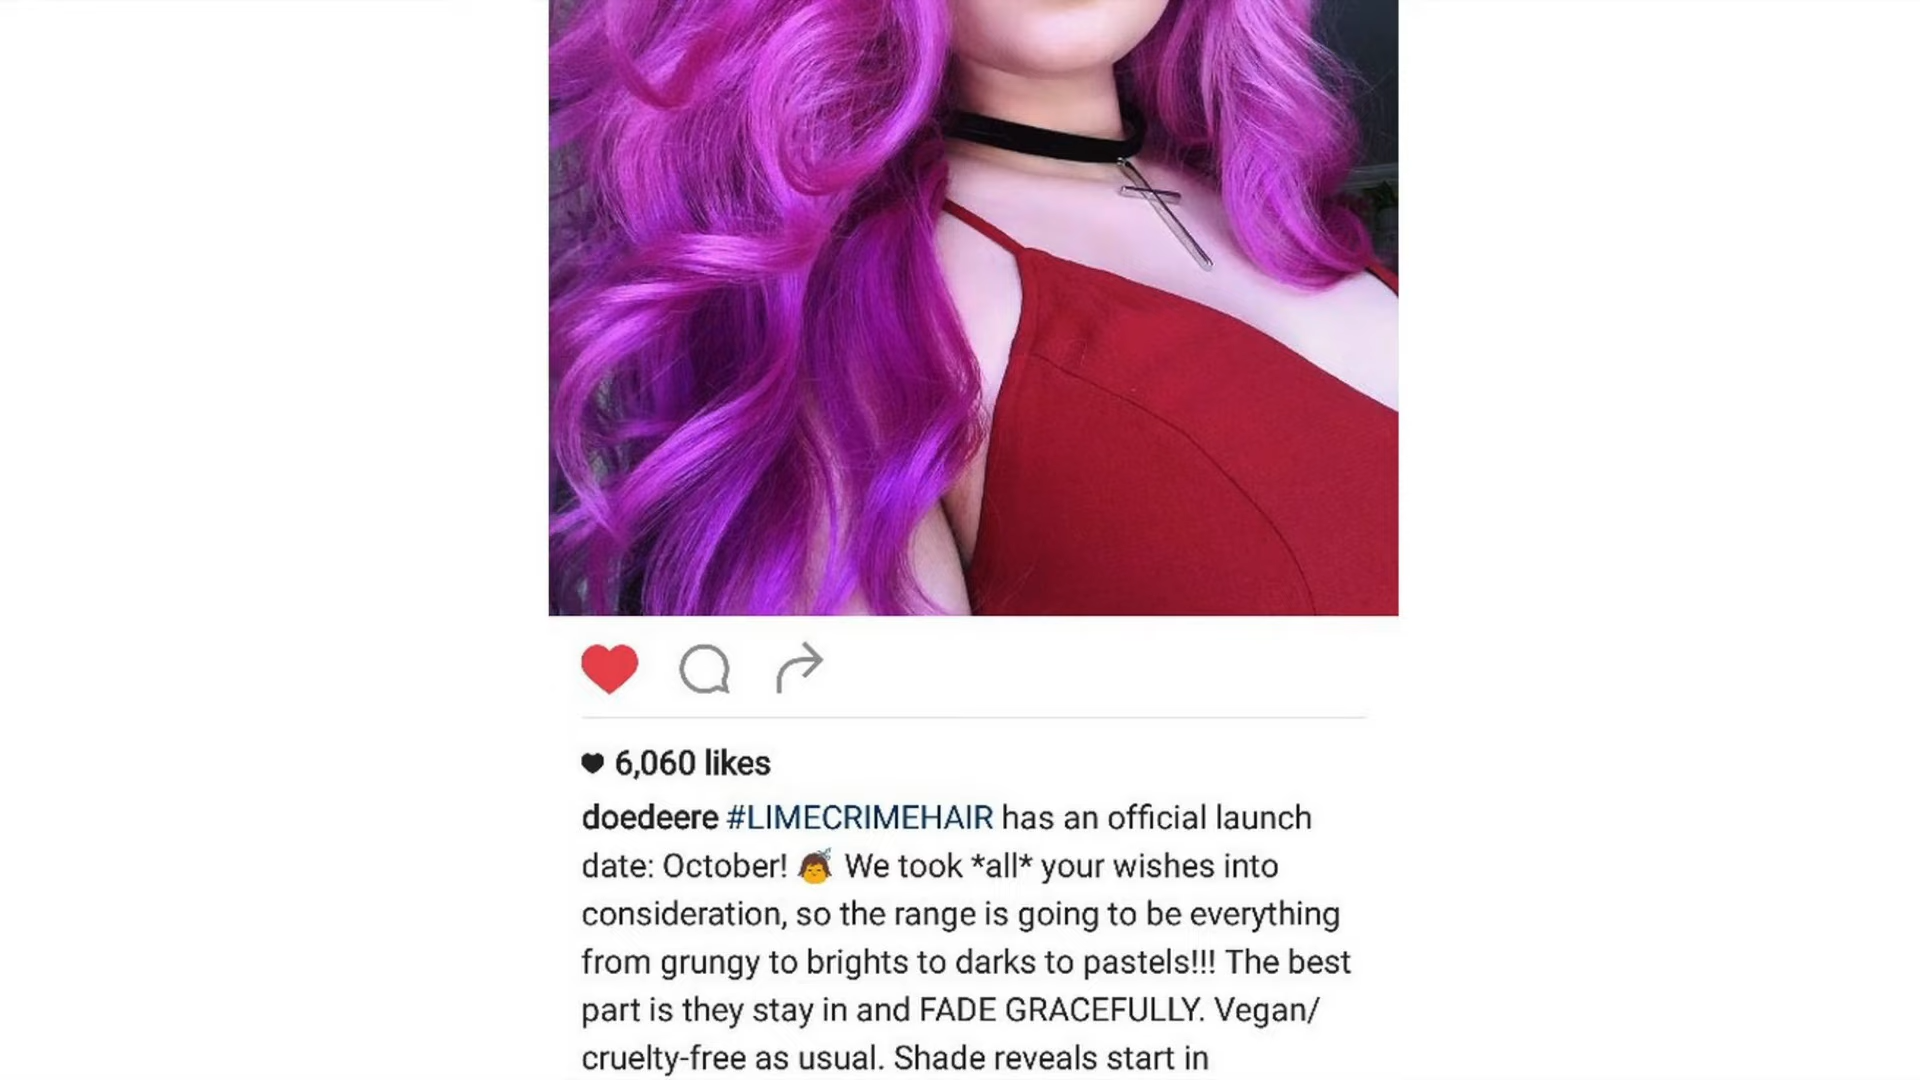 6,060 likes
doedeere #LIMECRIMEHAIR has an official launch
date: October! 💇 We took *all* your wishes into
consideration, so the range is going to be everything
from grungy to brights to darks to pastels!!! The best
part is they stay in and FADE GRACEFULLY. Vegan/
cruelty-free as usual. Shade reveals start in